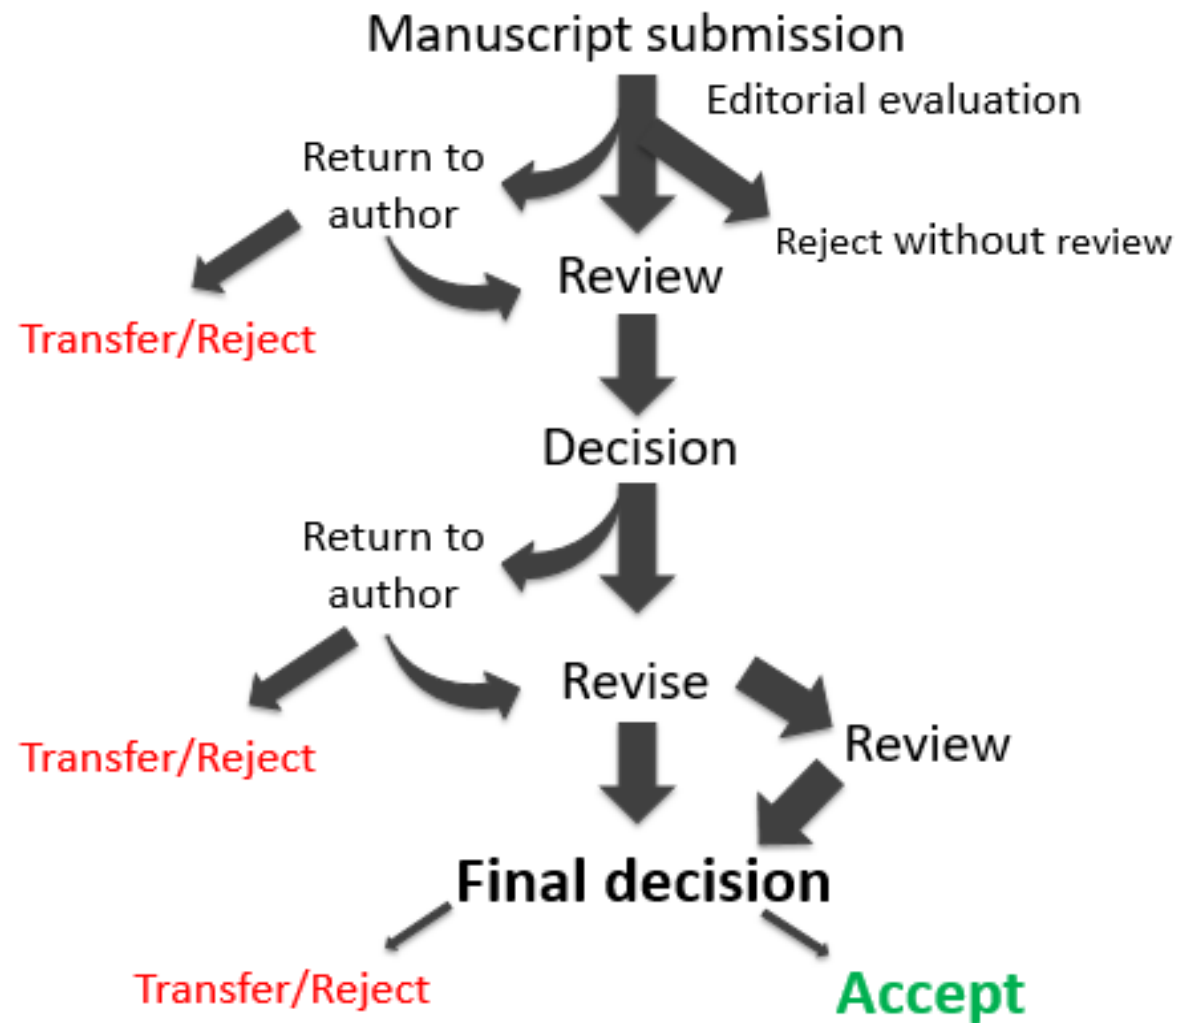 Manuscript submission
Editorial evaluation
Return to
author
Reject without review
Review
Transfer/Reject
Decision
Return to
author
Revise
Review
Transfer/Reject
Final decision
Transfer/Reject
Accept